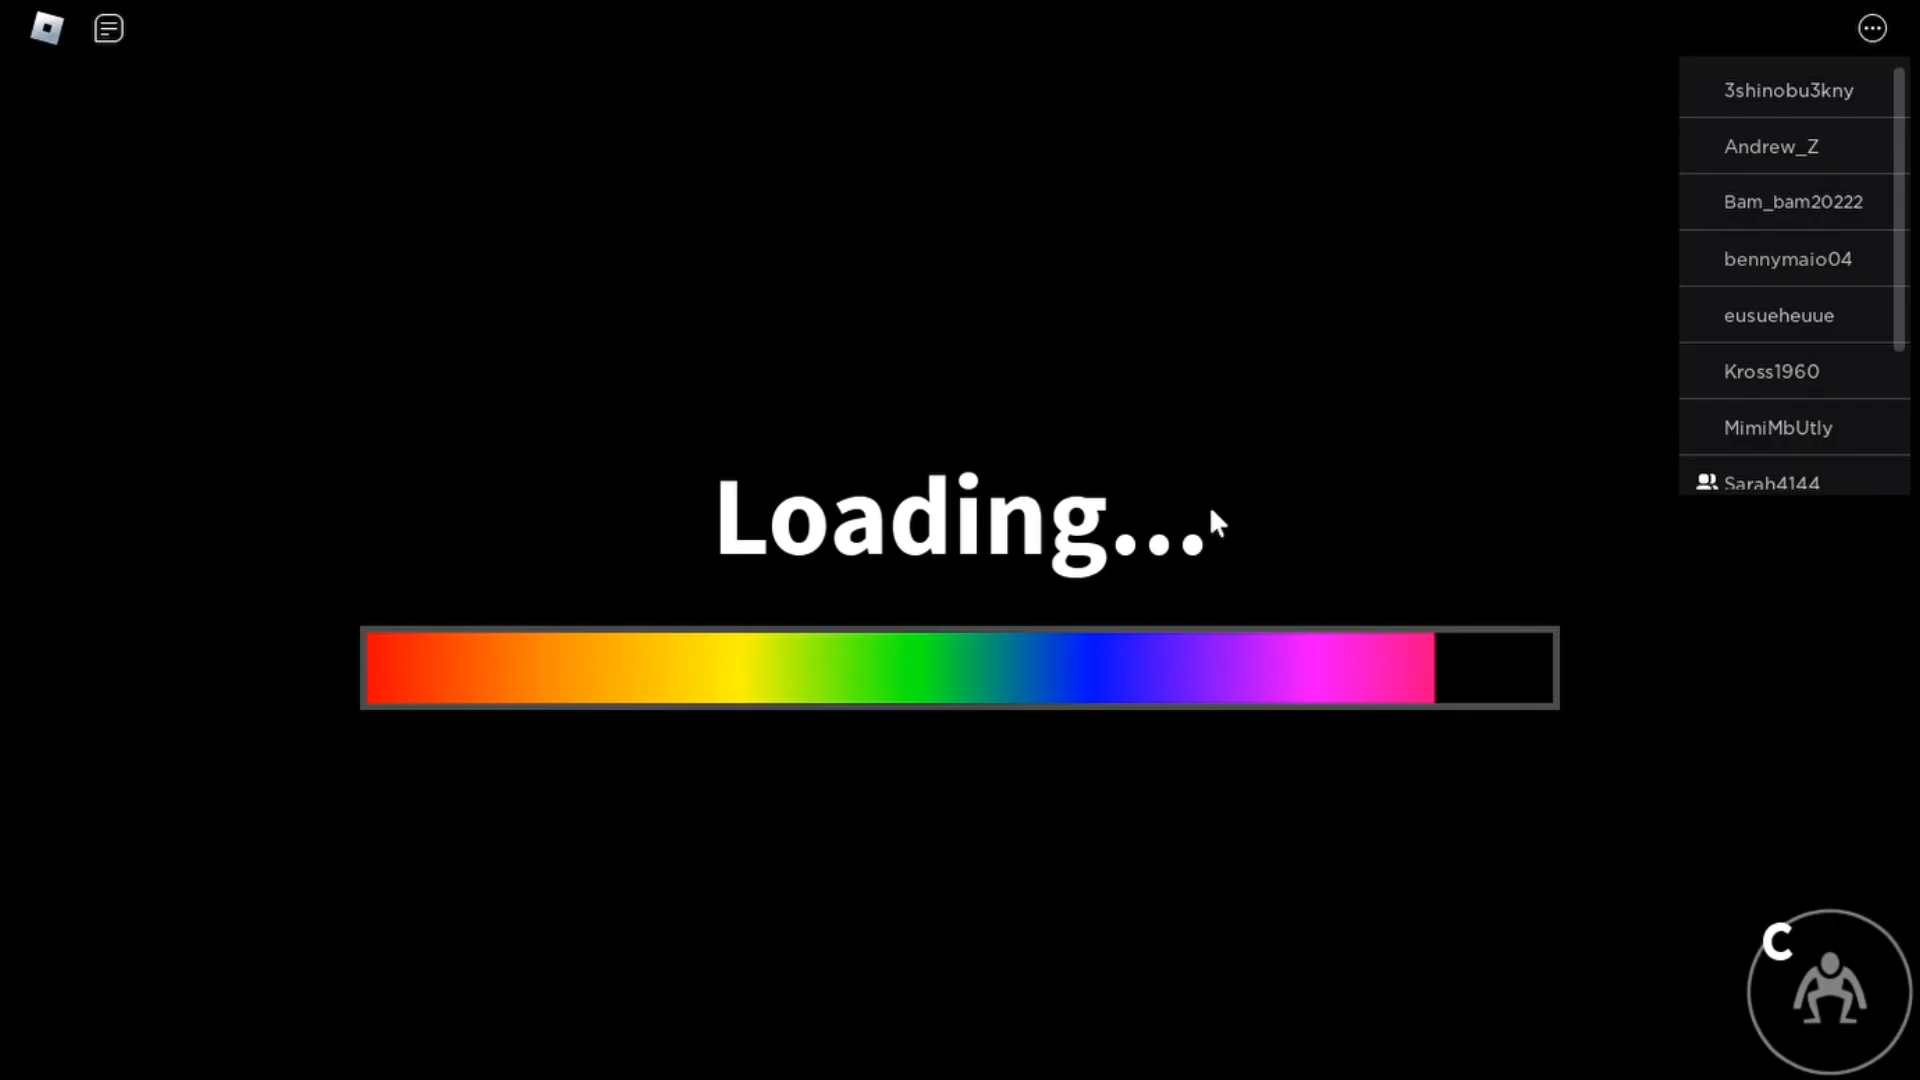 3shinobu3kny
Andrew_Z
Bam_bam20222
bennymaio04
eusueheuue
Kross1960
MimiMbUtly
Sarah4144
Loading...
C